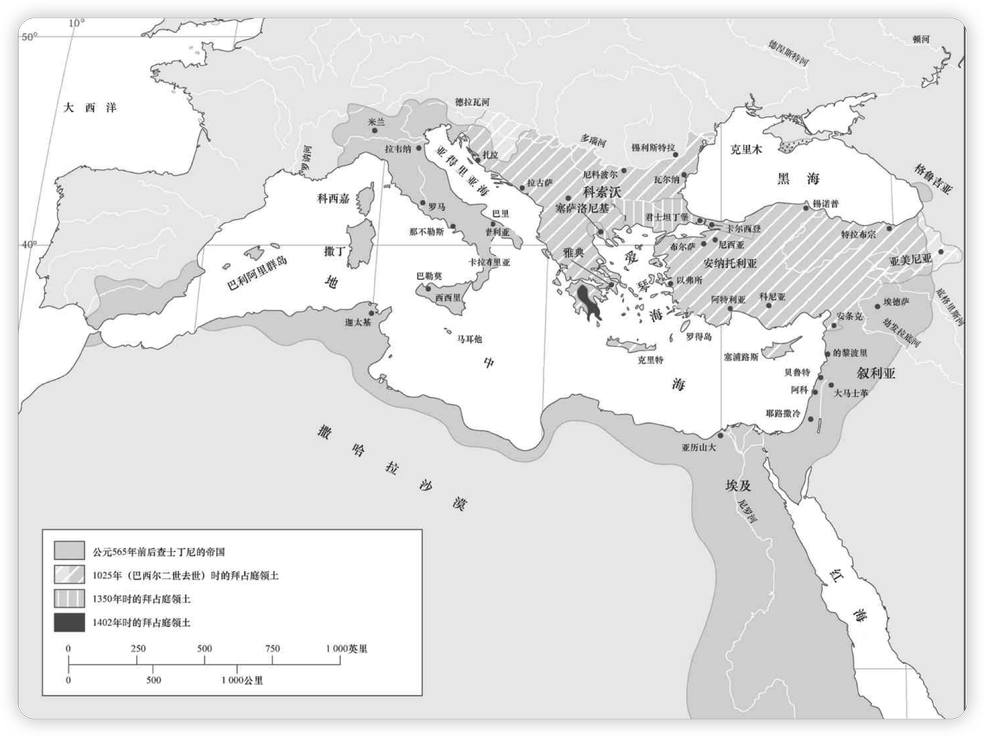 10°
50°
顿河
德涅斯特河
大西洋
德拉瓦河
米兰
多瑙河
克里木
拉韦纳
扎拉
锡利斯特拉
罗纳河
亚得里亚海
尼科波尔
黑海
格鲁吉亚
拉古萨
科索沃
瓦尔纳
科西嘉
罗马
塞萨洛尼基
锡诺普
巴里
君士坦丁堡
卡尔西登
那不勒斯
普利亚
特拉布宗
40°
布尔萨
尼西亚
撒丁
雅典
爱琴海
安纳托利亚
亚美尼亚
巴利阿里群岛
卡拉布里亚
巴勒莫
以弗所
地
西西里
阿特利亚
科尼亚
底格里斯河
埃德萨
迦太基
安条克
幼发拉底河
马耳他
罗得岛
中
克里特
塞浦路斯
的黎波里
海
贝鲁特
叙利亚
阿科
大马士革
耶路撒冷
撒哈拉沙漠
亚历山大
埃及
尼罗河
红海
公元565年前后查士丁尼的帝国
1025年（巴西尔二世去世）时的拜占庭领土
1350年时的拜占庭领土
1402年时的拜占庭领土
0 250 500 750 1 000英里
0 500 1 000公里